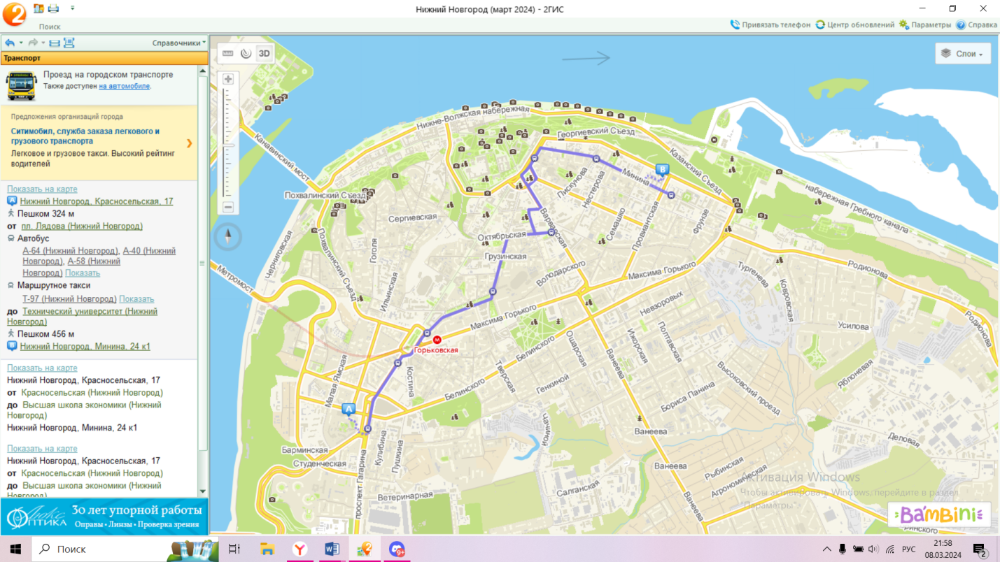 Нижний Новгород (март 2024) - 2ГИС
Поиск
Привязать телефон
Центр обновлений
Параметры
Справка
Справочники
Транспорт
Проезд на городском транспорте
Также доступен на автомобиле.
Предложения организаций города
Ситимобил, служба заказа легкового и
грузового транспорта
Легковое и грузовое такси. Высокий рейтинг
водителей
Показать на карте
A Нижний Новгород, Красносельская, 17
Пешком 324 м
от пл. Лядова (Нижний Новгород)
Автобус
А-64 (Нижний Новгород), А-40 (Нижний
Новгород), А-58 (Нижний
Новгород) Показать
Маршрутное такси
Т-97 (Нижний Новгород) Показать
до Технический университет (Нижний
Новгород)
Пешком 456 м
B Нижний Новгород, Минина, 24 к1
Показать на карте
Нижний Новгород, Красносельская, 17
от Красносельская (Нижний Новгород)
до Высшая школа экономики (Нижний
Новгород)
Нижний Новгород, Минина, 24 к1
Показать на карте
Нижний Новгород, Красносельская, 17
от Красносельская (Нижний Новгород)
до Высшая школа экономики (Нижний
Новгород)
Люкс ОПТИКА
30 лет упорной работы
Оправы • Линзы • Проверка зрения
3D
Слои
Нижне-Волжская набережная
Георгиевский Съезд
Канавинский мост
Казанский Съезд
B
Минина
Пискунова
Нестерова
набережная Гребного канала
Похвалинский Съезд
Сергиевская
Варварская
Семашко
Провиантская
Фрунзе
Октябрьская
Черниговская
Похвалинский Съезд
Гоголя
Грузинская
Володарского
Максима Горького
Тургенева
Родионова
Метромост
Ильинская
Ковровская
Невзоровых
Максима Горького
Усилова
Родионова
М
Горьковская
Белинского
Ошарская
Ижорская
Полтавская
Ванеева
Малая Ямская
Костина
Тверская
Генкиной
Высоковский проезд
Яблоневая
Белинского
Бориса Панина
A
Ванеева
Деловая
Барминская
Студенческая
Кулибина
Пушкина
проспект Гагарина
Ванеева
Рыбинская
Агрономическая
Салганская
Ветеринарная
Ванеева
Активация Windows
Чтобы активировать Windows, перейдите в раздел
"Параметры".
Bambini
Поиск
9+
РУС
21:58
08.03.2024
2